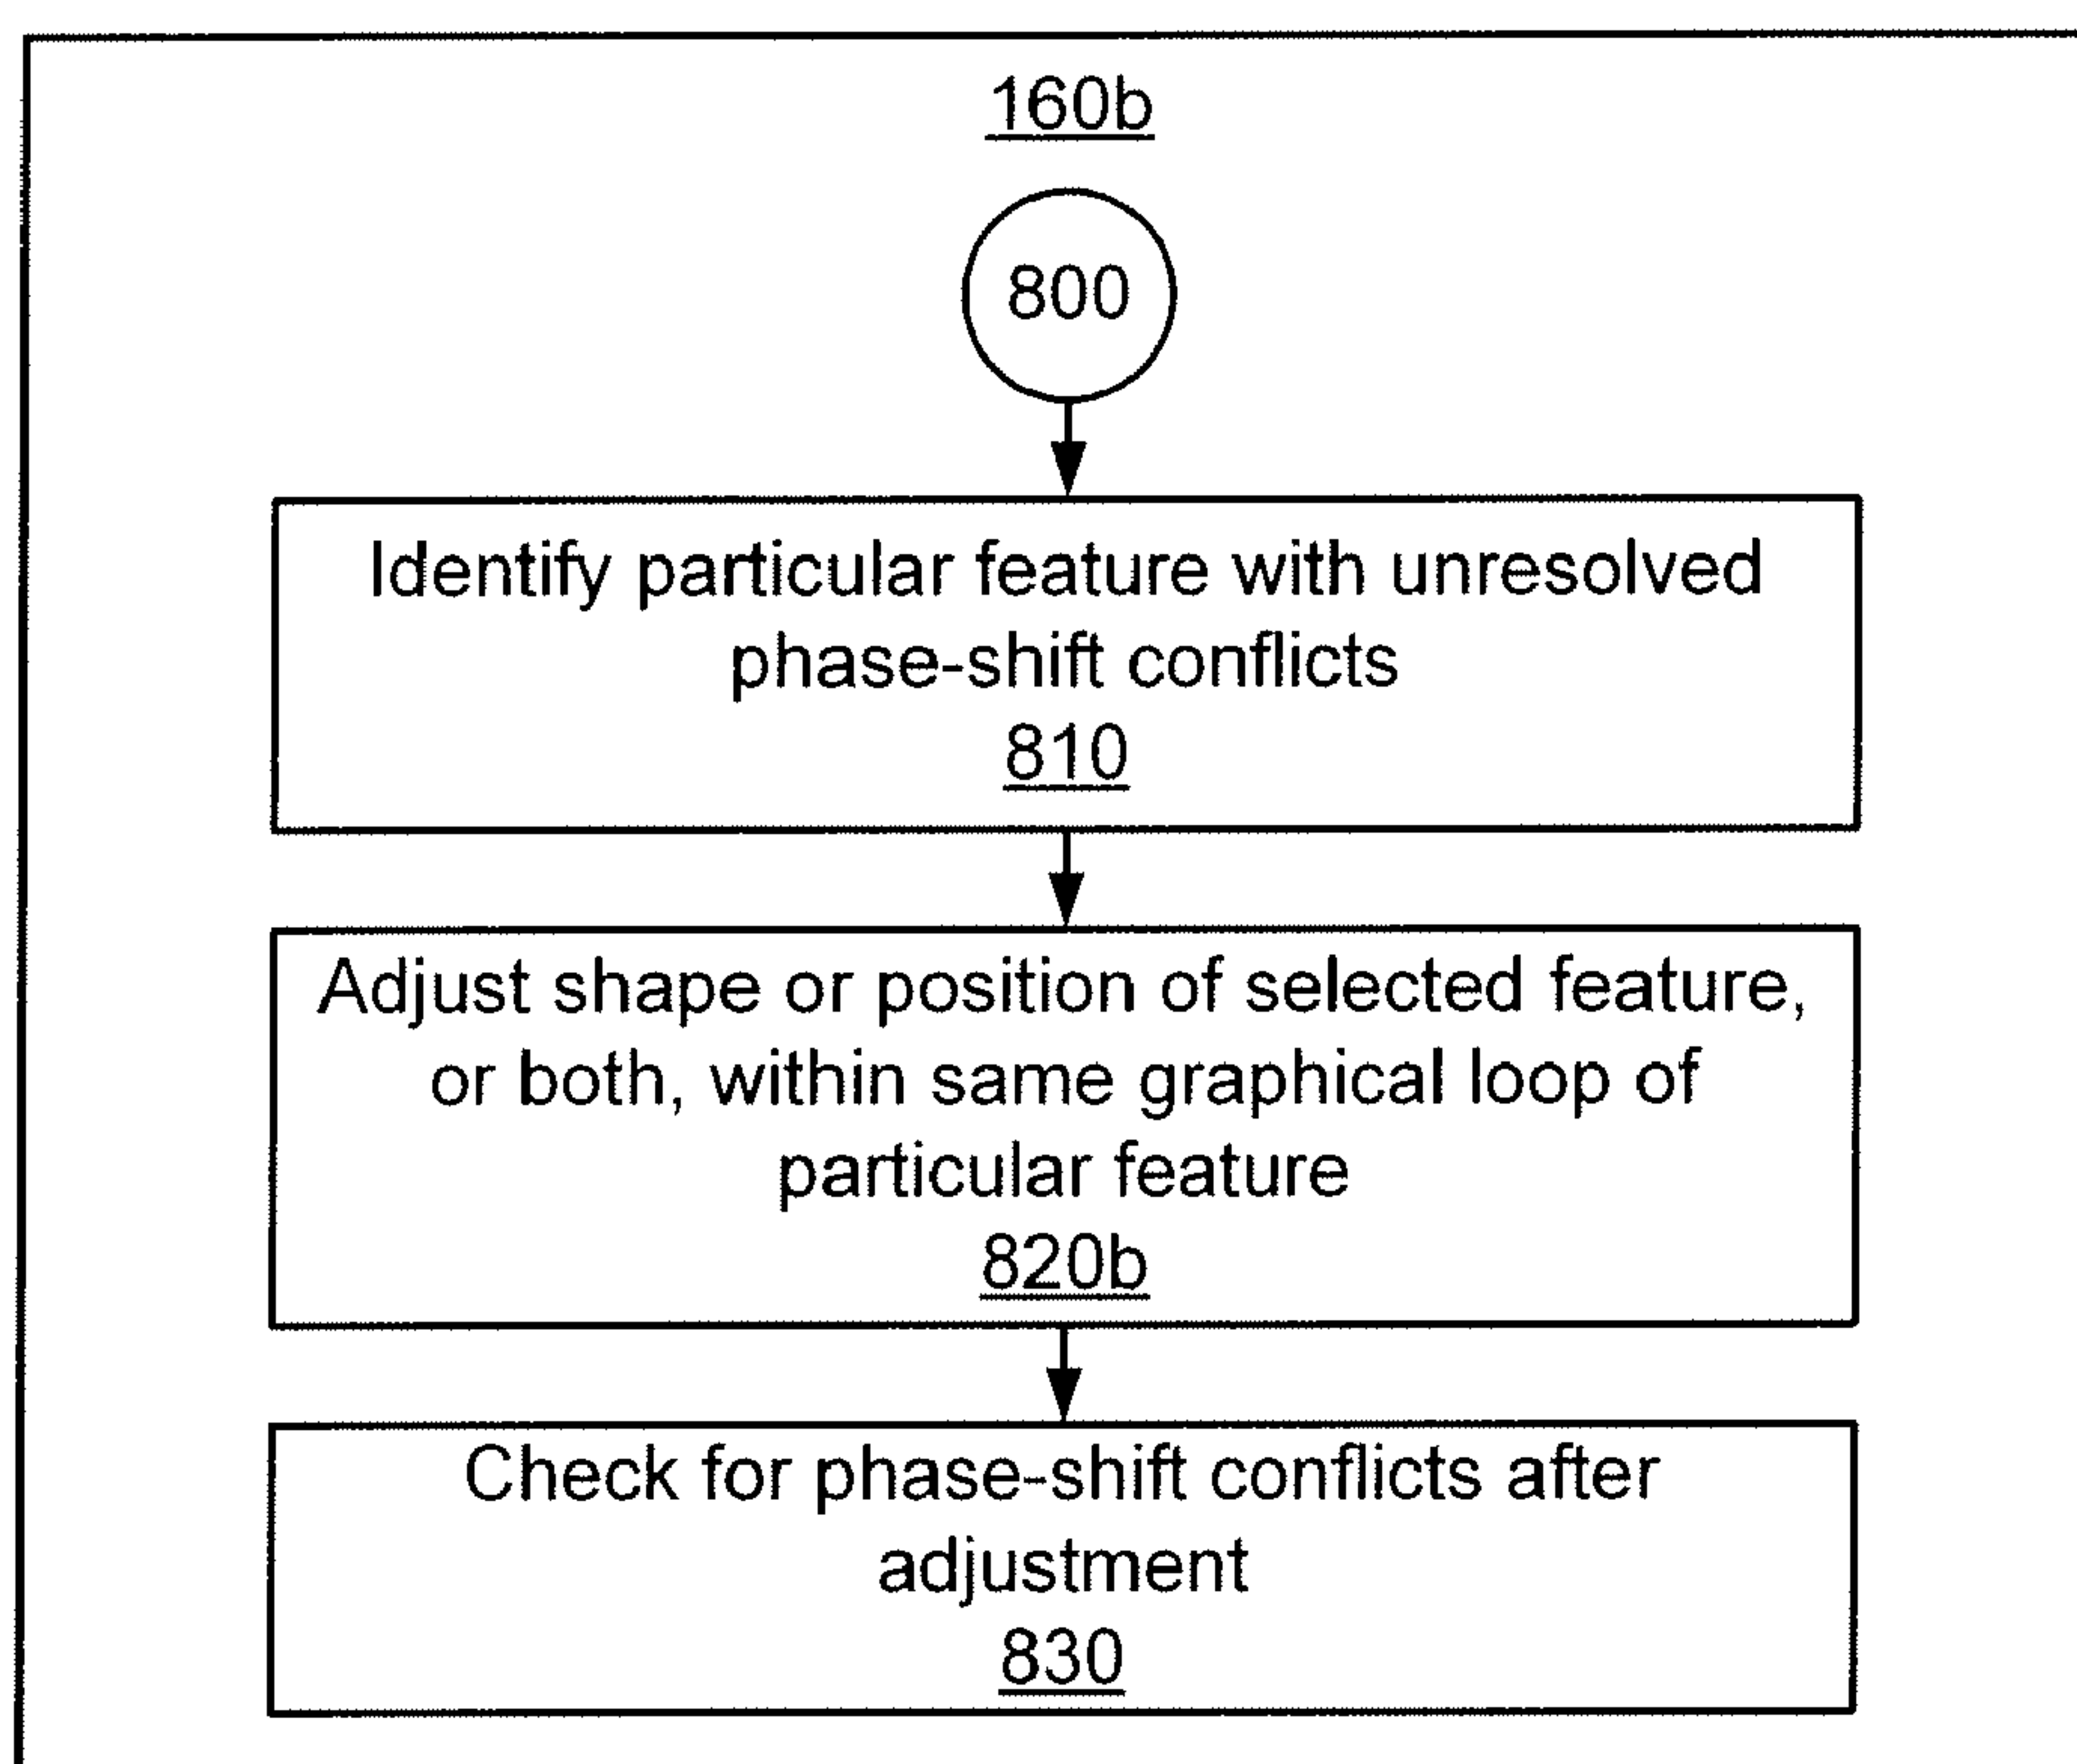 160b
800
Identify particular feature with unresolved
phase-shift conflicts
810
Adjust shape or position of selected feature,
or both, within same graphical loop of
particular feature
820b
Check for phase-shift conflicts after
adjustment
830